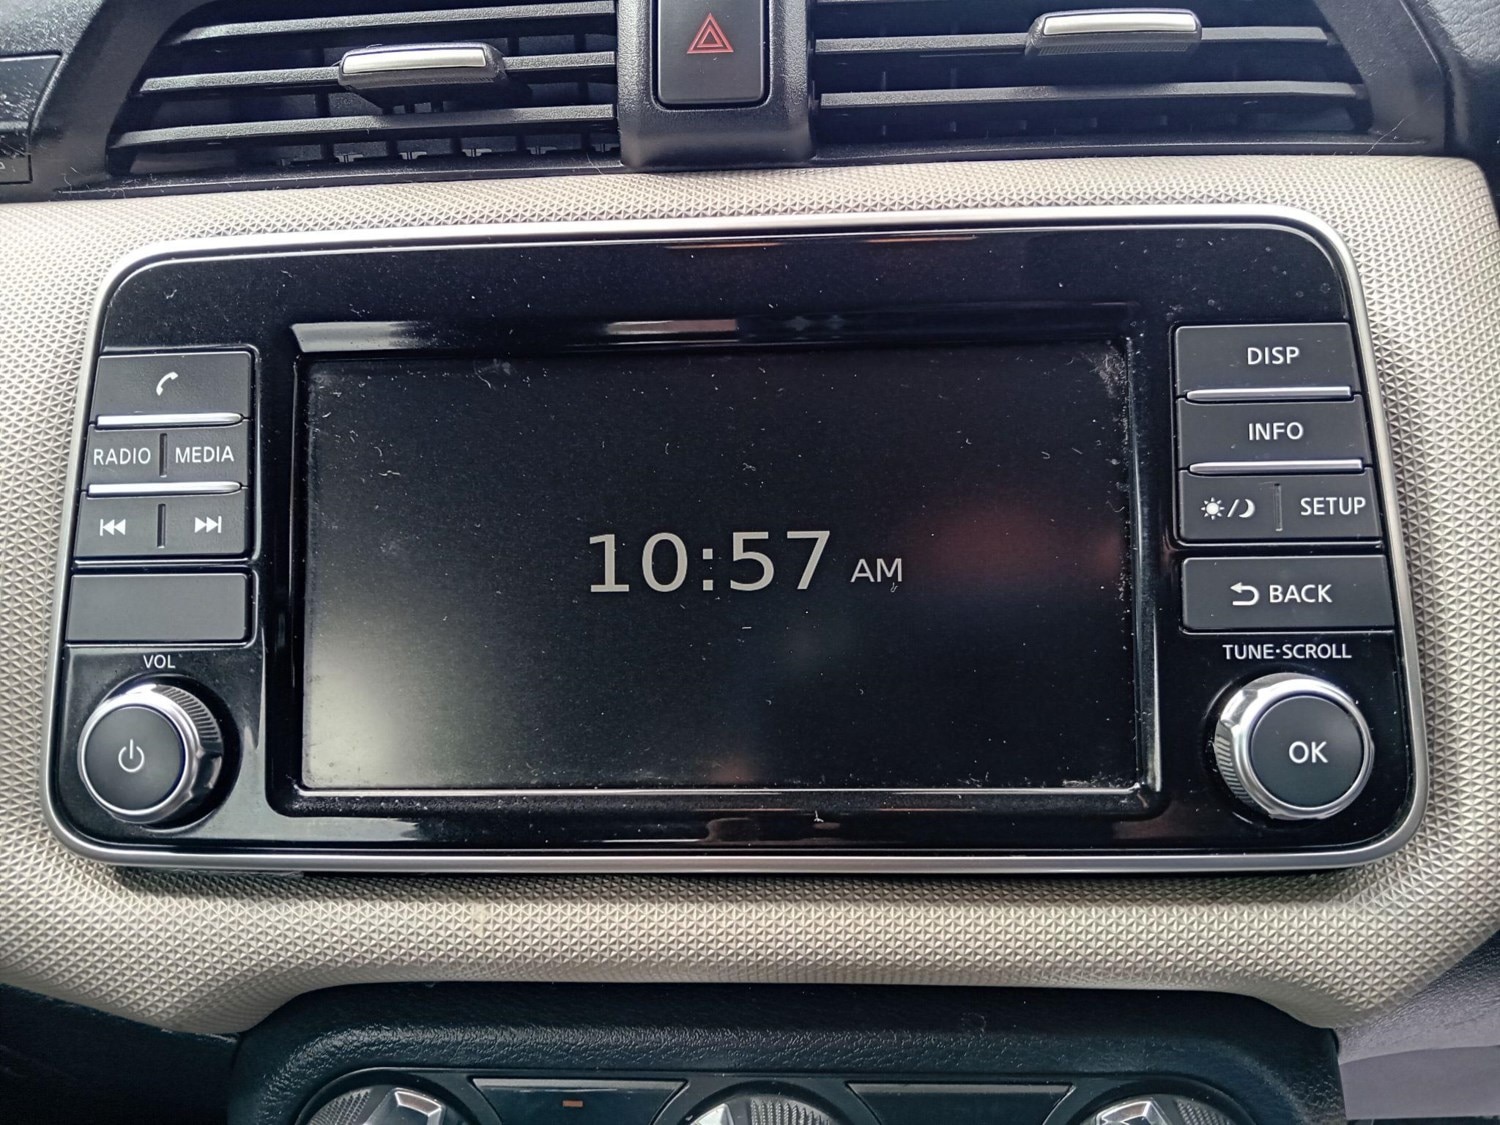 DISP
INFO
RADIO MEDIA
SETUP
10:57 AM
BACK
VOL
TUNE·SCROLL
OK